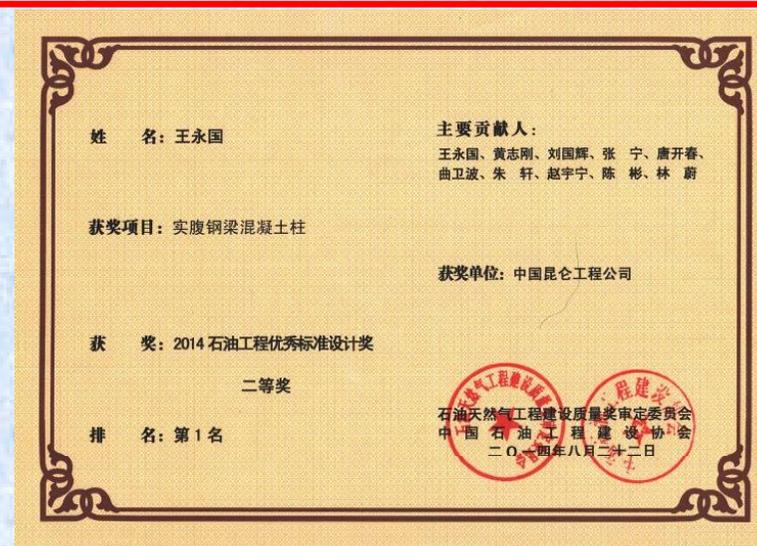 姓 名：王永国
获奖项目：实腹钢梁混凝土柱
获 奖：2014 石油工程优秀标准设计奖
二等奖
排 名：第 1 名
主要贡献人：
王永国、黄志刚、刘国辉、张 宁、唐开春、
曲卫波、朱 轩、赵宇宁、陈 彬、林 蔚
获奖单位：中国昆仑工程公司
石油天然气工程建设质量奖审定委员会
中国石油工程建设协会
二〇一四年八月二十二日